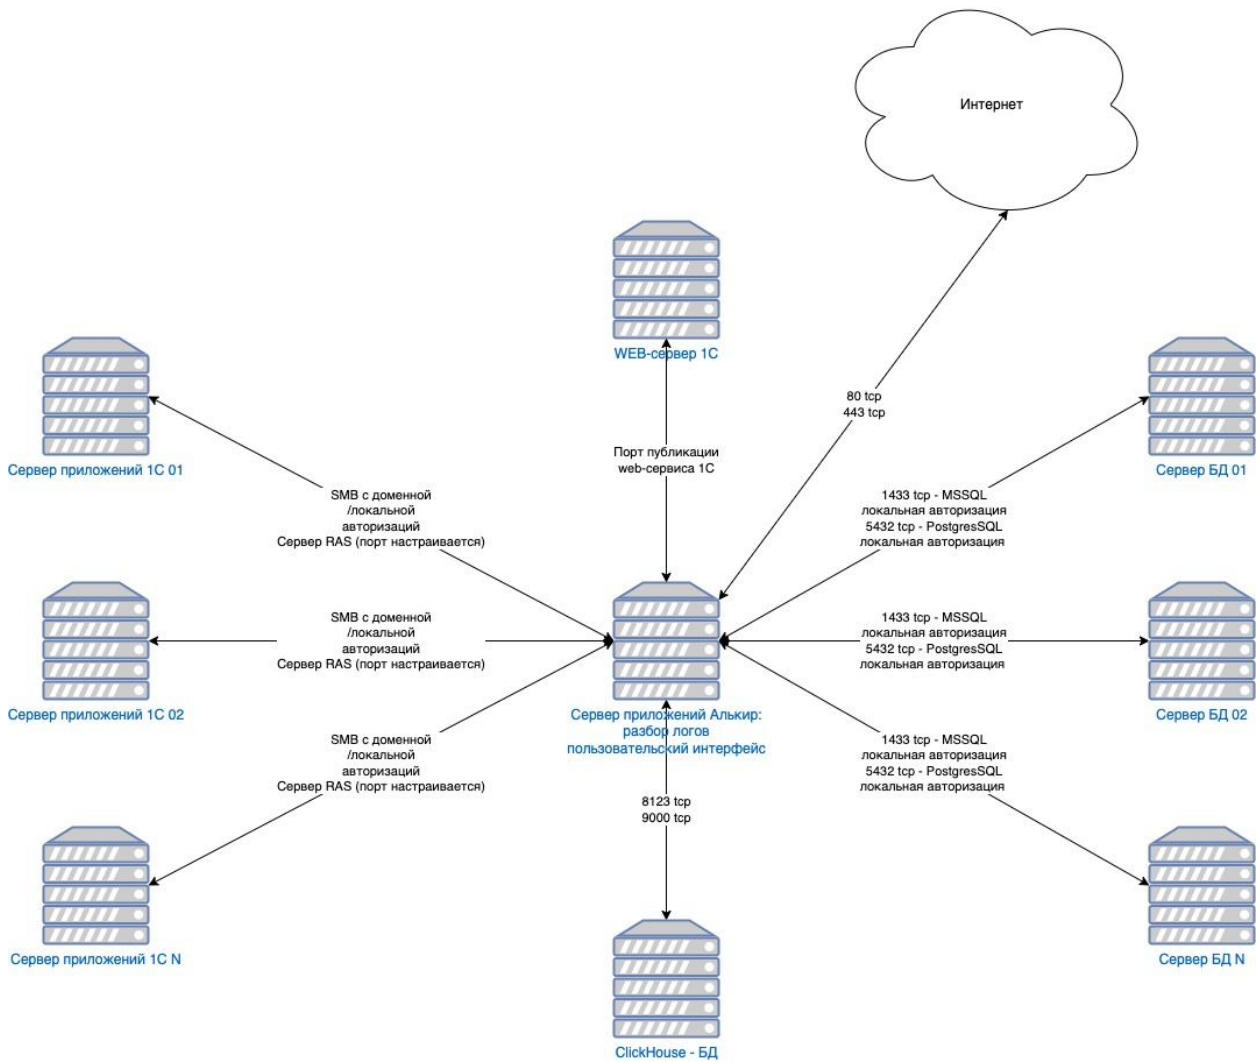 Интернет
WEB-сервер 1С
80 tcp
443 tcp
Порт публикации
web-сервиса 1С
Сервер приложений 1С 01
Сервер БД 01
SMB с доменной
/локальной
авторизаций
Сервер RAS (порт настраивается)
1433 tcp - MSSQL
локальная авторизация
5432 tcp - PostgresSQL
локальная авторизация
SMB с доменной
/локальной
авторизаций
Сервер RAS (порт настраивается)
1433 tcp - MSSQL
локальная авторизация
5432 tcp - PostgresSQL
локальная авторизация
Сервер приложений 1С 02
Сервер приложений Алькир:
разбор логов
пользовательский интерфейс
Сервер БД 02
SMB с доменной
/локальной
авторизаций
Сервер RAS (порт настраивается)
1433 tcp - MSSQL
локальная авторизация
5432 tcp - PostgresSQL
локальная авторизация
8123 tcp
9000 tcp
Сервер приложений 1С N
Сервер БД N
ClickHouse - БД